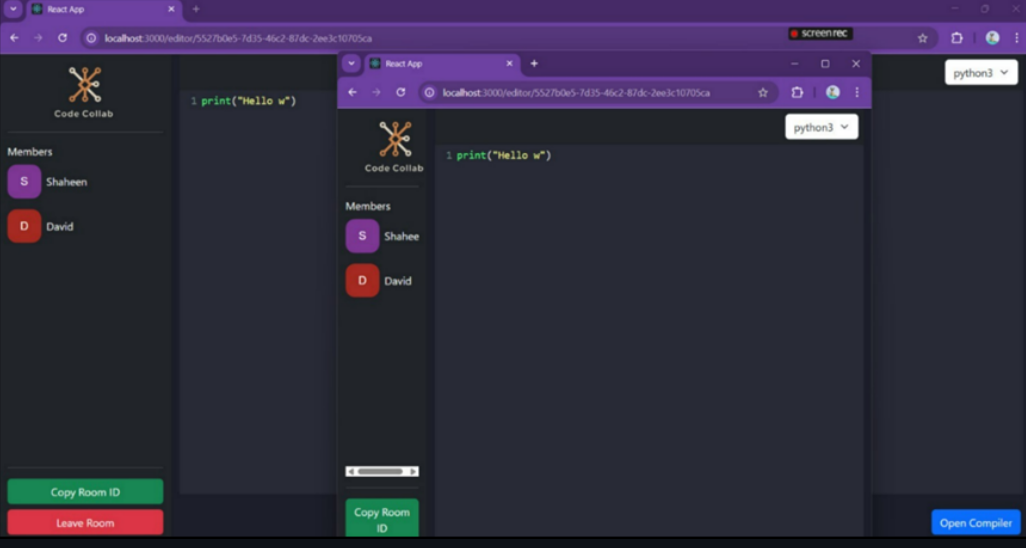 React App
localhost:3000/editor/5527b0e5-7d35-46c2-87dc-2ee3c10705ca
screenrec
Code Collab
python3
1 print("Hello w")
Members
S Shaheen
D David
Copy Room ID
Leave Room
Open Compiler
React App
localhost:3000/editor/5527b0e5-7d35-46c2-87dc-2ee3c10705ca
Code Collab
python3
1 print("Hello w")
Members
S Shahee
D David
Copy Room
ID